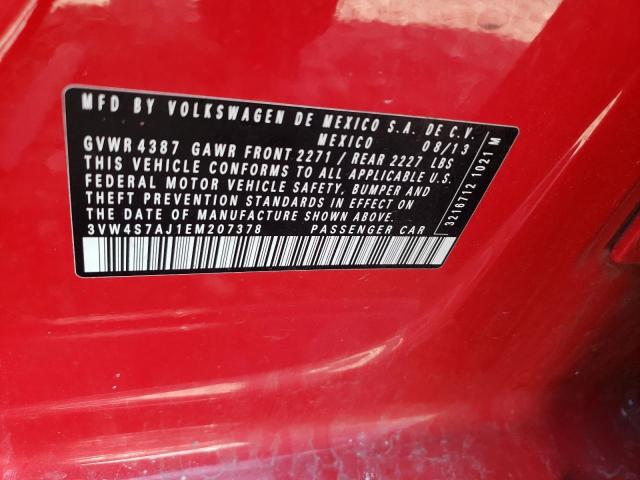 MFD BY VOLKSWAGEN DE MEXICO S.A. DE C.V.
MEXICO 08/13
GVWR 4387 GAWR FRONT 2271 / REAR 2227 LBS
THIS VEHICLE CONFORMS TO ALL APPLICABLE U.S.
FEDERAL MOTOR VEHICLE SAFETY, BUMPER AND
THEFT PREVENTION STANDARDS IN EFFECT ON
THE DATE OF MANUFACTURE SHOWN ABOVE.
3VW4S7AJ1EM207378 PASSENGER CAR
3216712 1021 M